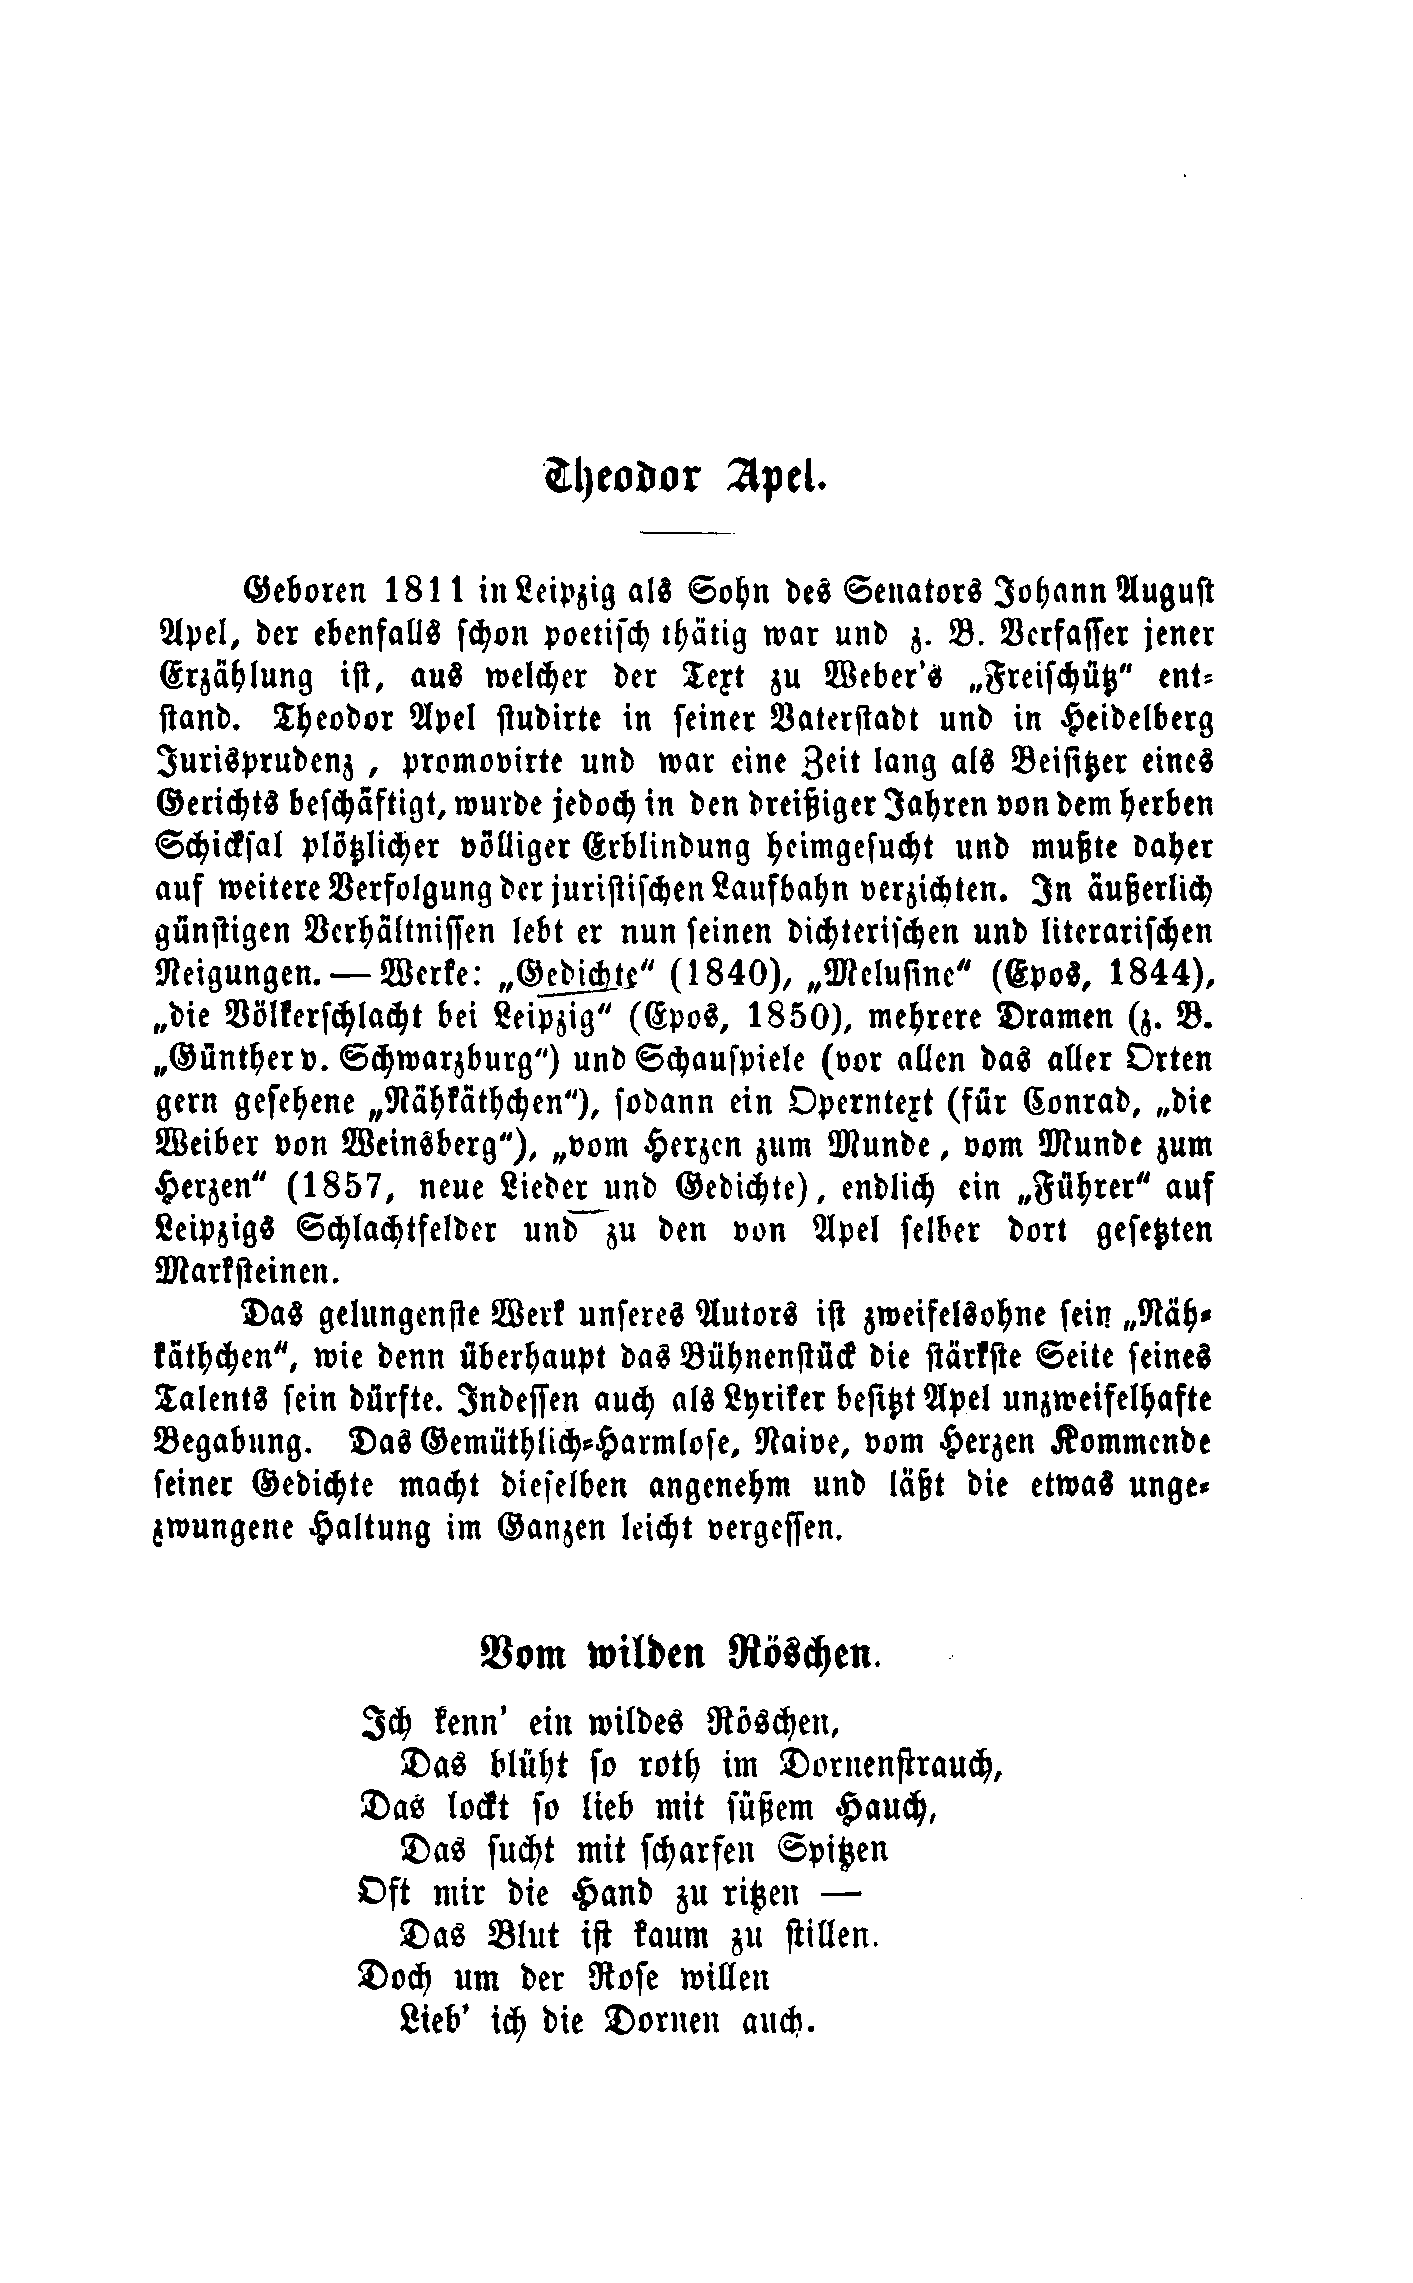 Theodor Apel.
Geboren 1811 in Leipzig als Sohn des Senators Johann August
Apel, der ebenfalls schon poetisch thätig war und z. B. Verfasser jener
Erzählung ist, aus welcher der Text zu Weber's „Freischütz“ ent-
stand. Theodor Apel studirte in seiner Vaterstadt und in Heidelberg
Jurisprudenz, promovirte und war eine Zeit lang als Beisitzer eines
Gerichts beschäftigt, wurde jedoch in den dreißiger Jahren von dem herben
Schicksal plötzlicher völliger Erblindung heimgesucht und mußte daher
auf weitere Verfolgung der juristischen Laufbahn verzichten. In äußerlich
günstigen Verhältnissen lebt er nun seinen dichterischen und literarischen
Neigungen. — Werke: „Gedichte“ (1840), „Melusine“ (Epos, 1844),
„die Völkerschlacht bei Leipzig“ (Epos, 1850), mehrere Dramen (z. B.
„Günther v. Schwarzburg“) und Schauspiele (vor allen das aller Orten
gern gesehene „Nähkäthchen“), sodann ein Operntext (für Conrad, „die
Weiber von Weinsberg“), „vom Herzen zum Munde, vom Munde zum
Herzen“ (1857, neue Lieder und Gedichte), endlich ein „Führer“ auf
Leipzigs Schlachtfelder und zu den von Apel selber dort gesetzten
Marksteinen.
Das gelungenste Werk unseres Autors ist zweifelsohne sein „Näh-
käthchen“, wie denn überhaupt das Bühnenstück die stärkste Seite seines
Talents sein dürfte. Indessen auch als Lyriker besitzt Apel unzweifelhafte
Begabung. Das Gemüthlich-Harmlose, Naive, vom Herzen Kommende
seiner Gedichte macht dieselben angenehm und läßt die etwas unge-
zwungene Haltung im Ganzen leicht vergessen.
Vom wilden Röschen.
Ich kenn' ein wildes Röschen,
Das blüht so roth im Dornenstrauch,
Das lockt so lieb mit süßem Hauch,
Das sucht mit scharfen Spitzen
Oft mir die Hand zu ritzen —
Das Blut ist kaum zu stillen.
Doch um der Rose willen
Lieb' ich die Dornen auch.